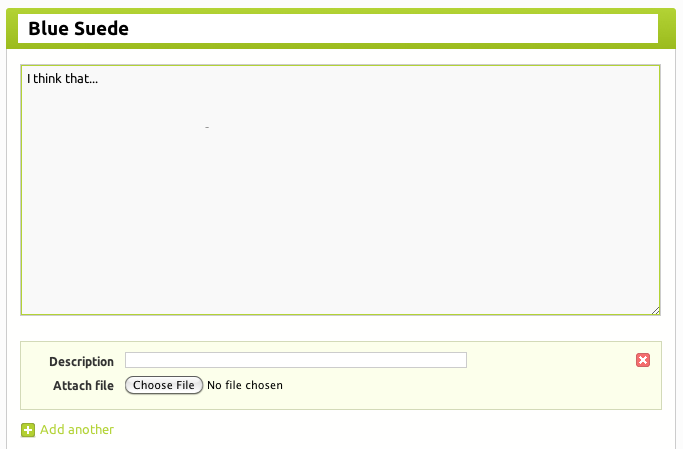 Blue Suede
I think that...
Description
Attach file Choose File No file chosen
Add another